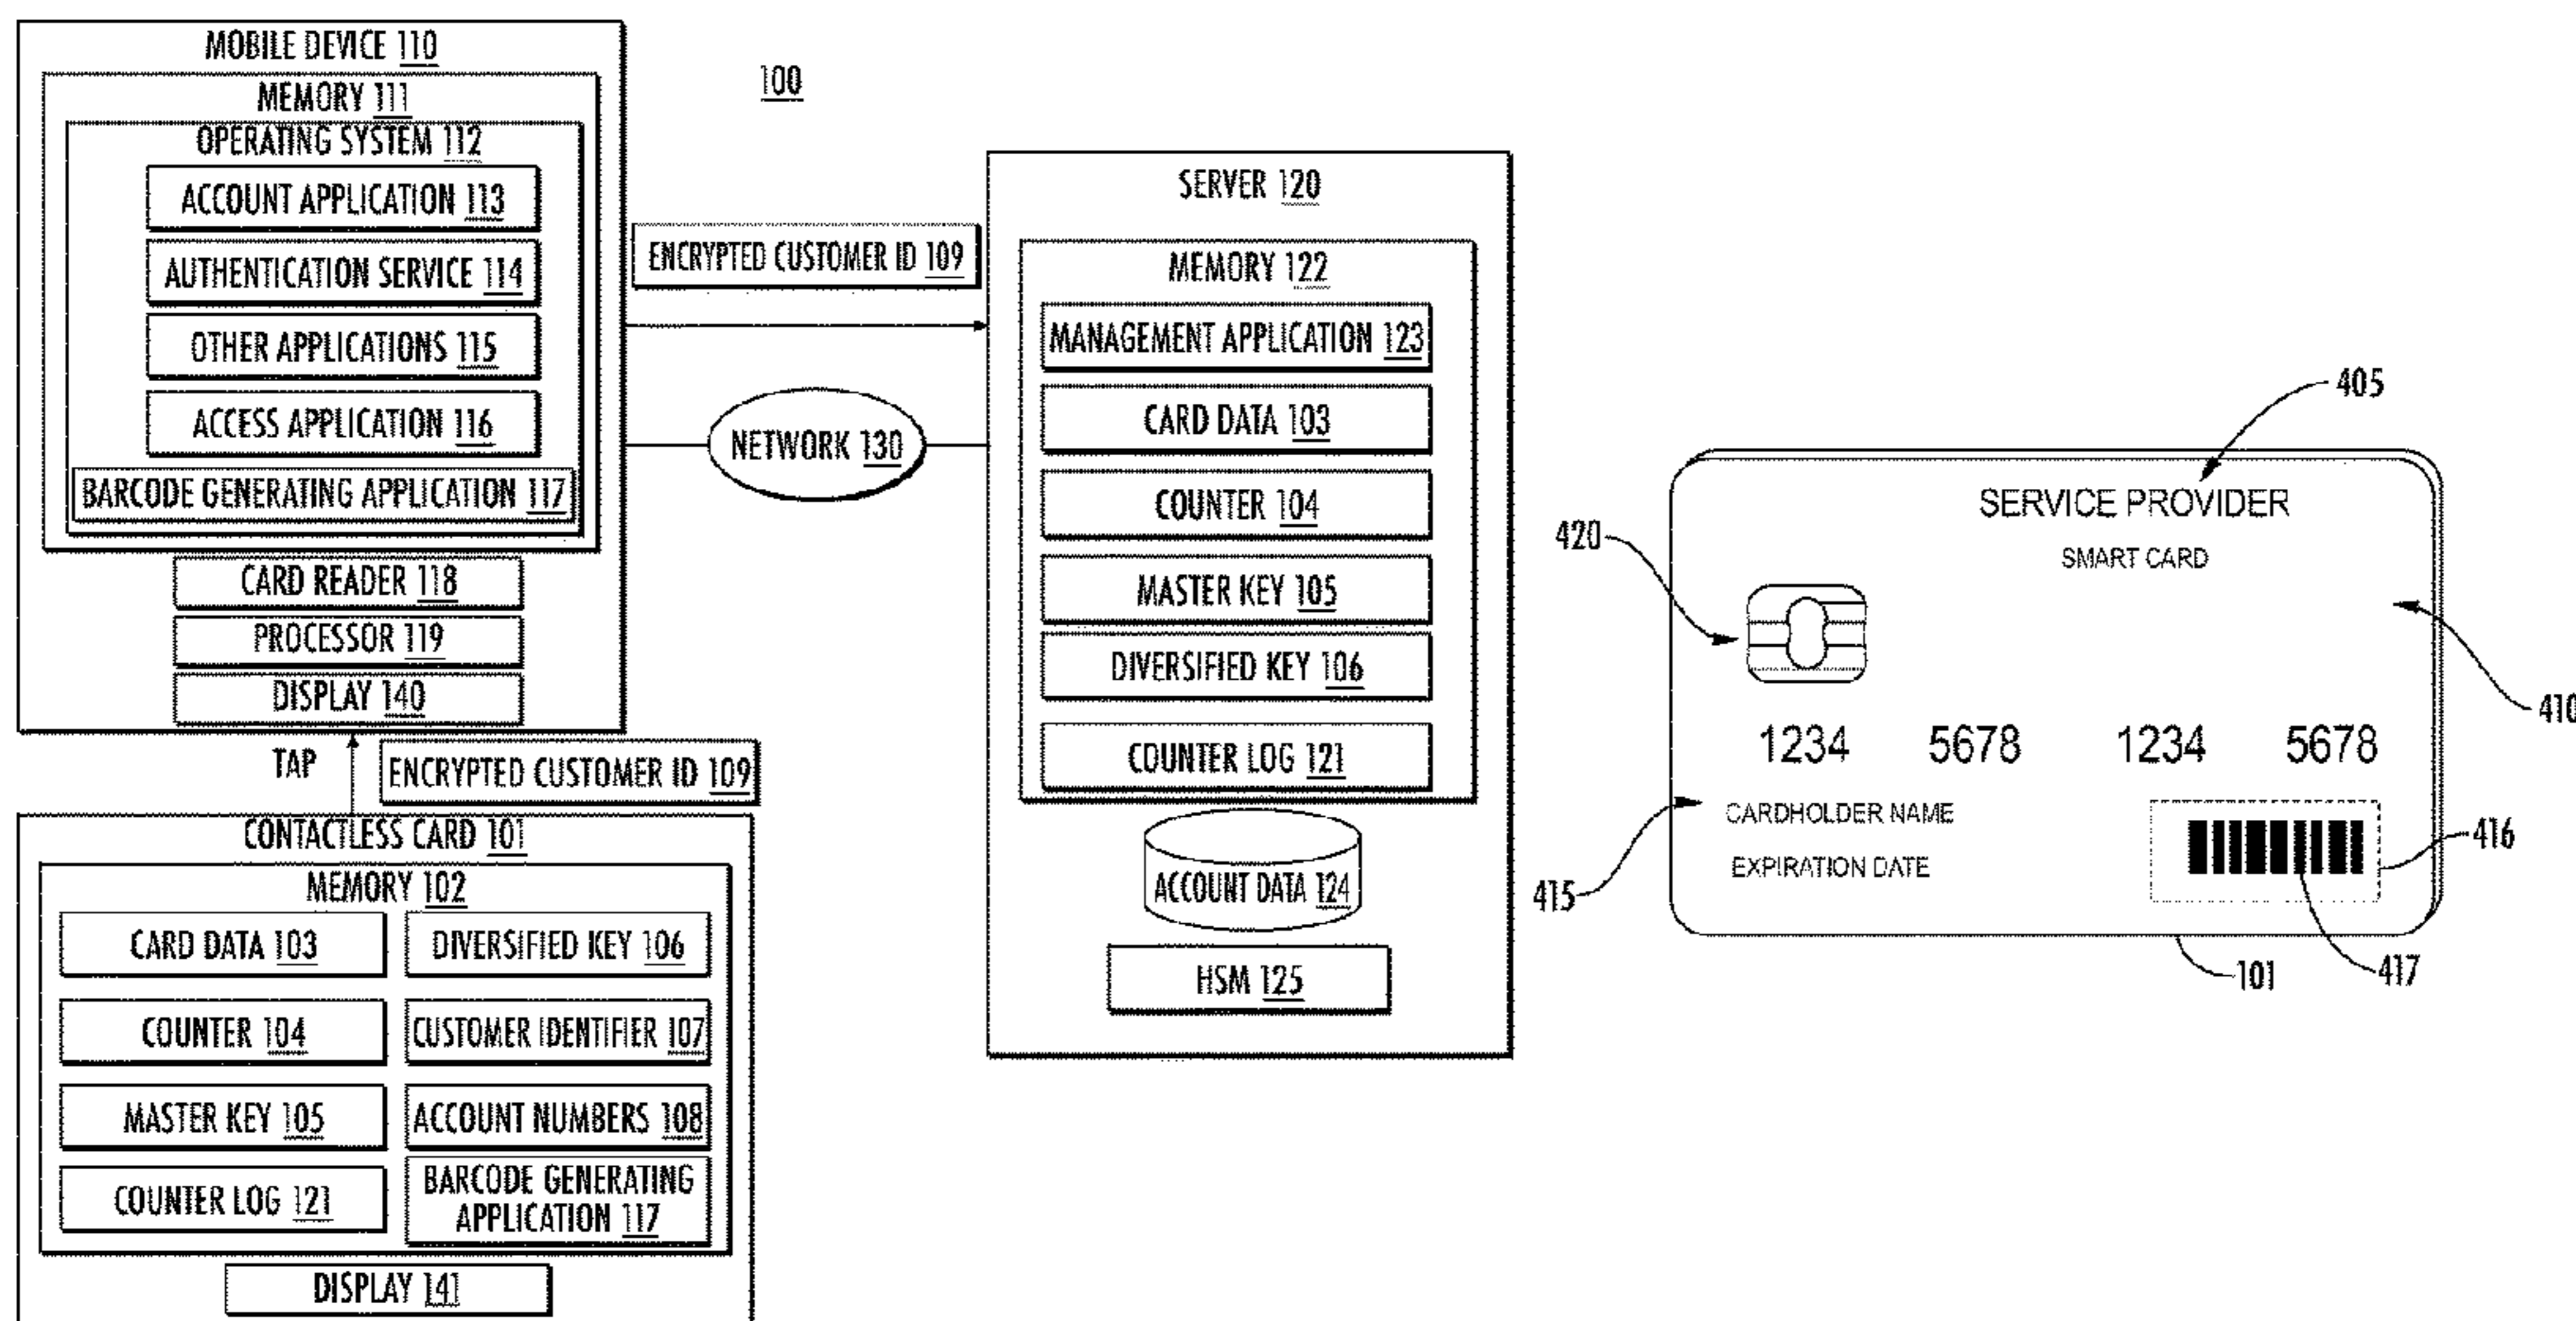 MOBILE DEVICE 110
MEMORY 111
OPERATING SYSTEM 112
ACCOUNT APPLICATION 113
AUTHENTICATION SERVICE 114
OTHER APPLICATIONS 115
ACCESS APPLICATION 116
BARCODE GENERATING APPLICATION 117
CARD READER 118
PROCESSOR 119
DISPLAY 140
TAP
ENCRYPTED CUSTOMER ID 109
CONTACTLESS CARD 101
MEMORY 102
CARD DATA 103
DIVERSIFIED KEY 106
COUNTER 104
CUSTOMER IDENTIFIER 107
MASTER KEY 105
ACCOUNT NUMBERS 108
COUNTER LOG 121
BARCODE GENERATING
APPLICATION 117
DISPLAY 141
100
ENCRYPTED CUSTOMER ID 109
NETWORK 130
SERVER 120
MEMORY 122
MANAGEMENT APPLICATION 123
CARD DATA 103
COUNTER 104
MASTER KEY 105
DIVERSIFIED KEY 106
COUNTER LOG 121
ACCOUNT DATA 124
HSM 125
405
SERVICE PROVIDER
SMART CARD
420
410
1234 5678 1234 5678
CARDHOLDER NAME
EXPIRATION DATE
415
416
417
101